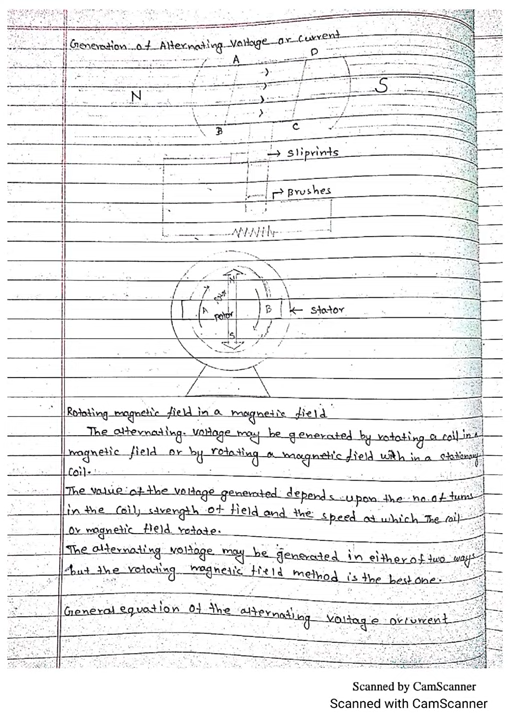 Generation of Alternating Voltage or current
A D
N S
B C
→ Sliprints
→ Brushes
N
A Rotor B ← Stator
S
Rotating magnetic field in a magnetic field
The alternating. voltage may be generated by rotating a coil in a
magnetic field or by rotating a magnetic field with in a stationary
coil.
The value of the voltage generated depends upon the no. of turns
in the coil, strength of field and the speed at which The coil
or magnetic field rotate.
The alternating voltage may be generated in either of two ways
but the rotating magnetic field method is the best one.
General equation of the alternating voltage or current
Scanned by CamScanner
Scanned with CamScanner